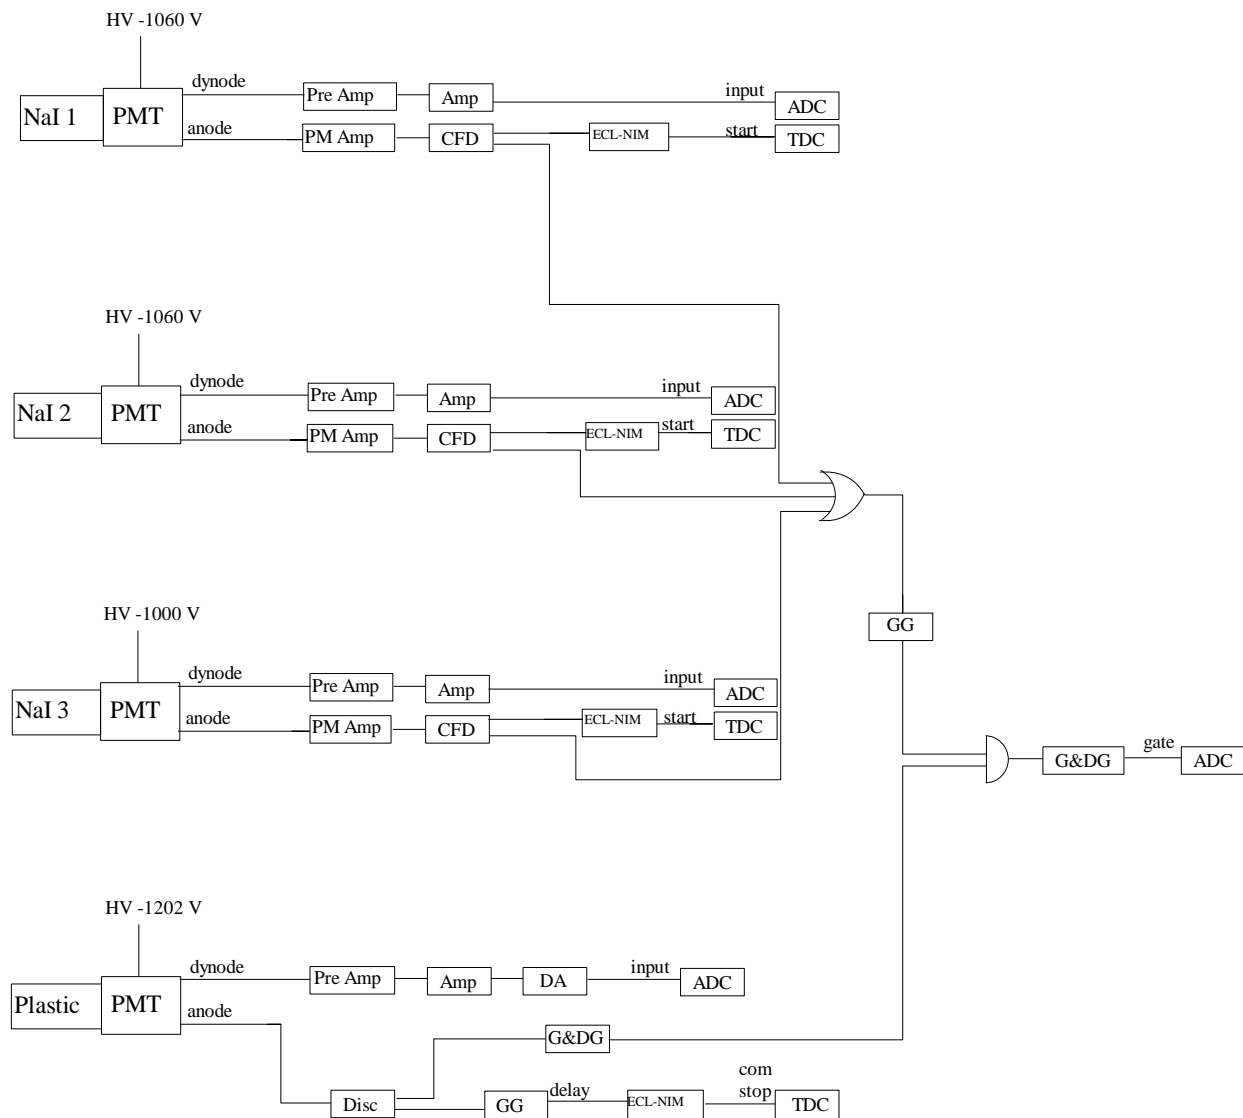 HV -1060 V
dynode
NaI 1
PMT
Pre Amp
Amp
input
ADC
anode
PM Amp
CFD
ECL-NIM
start
TDC
HV -1060 V
dynode
NaI 2
PMT
Pre Amp
Amp
input
ADC
anode
PM Amp
CFD
ECL-NIM
start
TDC
HV -1000 V
GG
dynode
NaI 3
PMT
Pre Amp
Amp
input
ADC
anode
PM Amp
CFD
ECL-NIM
start
TDC
G&DG
gate
ADC
HV -1202 V
dynode
Plastic
PMT
Pre Amp
Amp
DA
input
ADC
anode
G&DG
Disc
GG
delay
ECL-NIM
com
stop
TDC